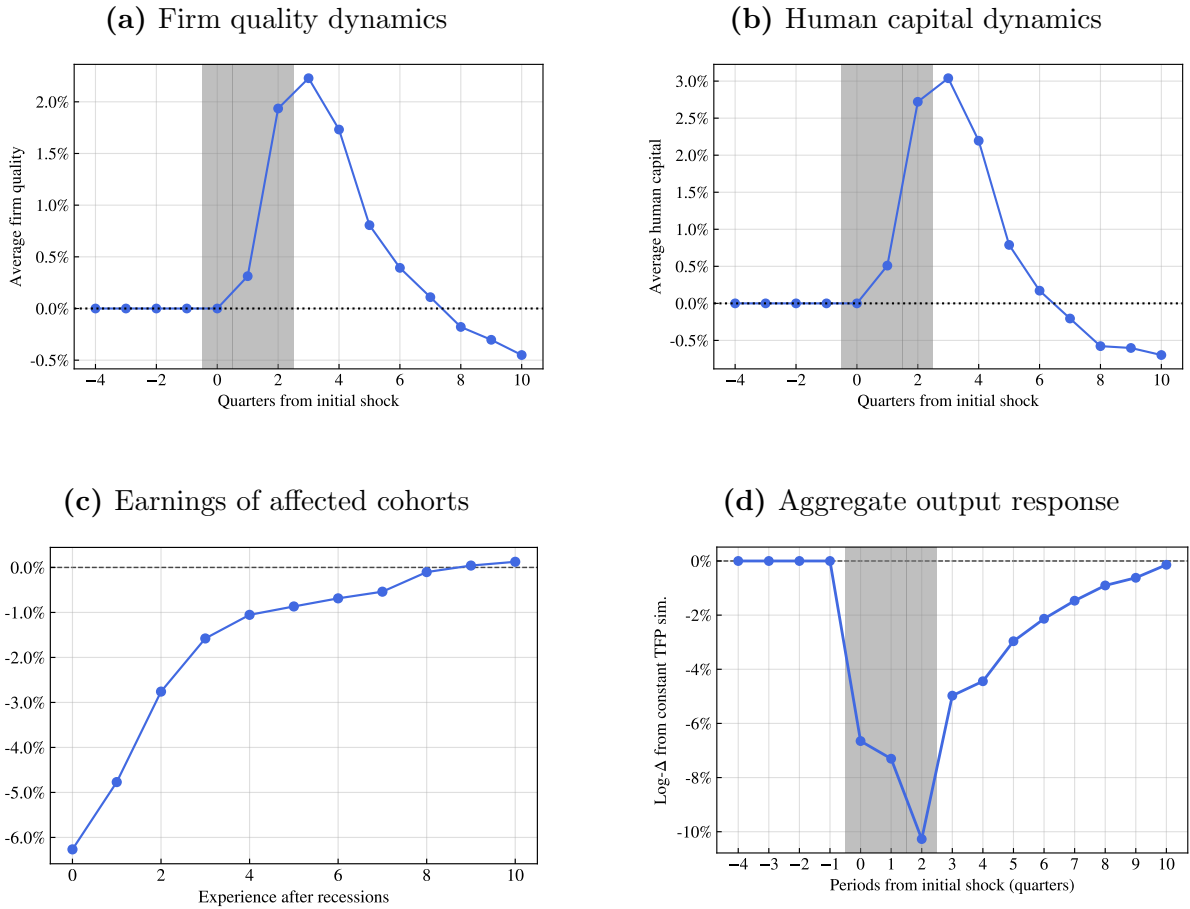 (a) Firm quality dynamics
Average firm quality
2.0%
1.5%
1.0%
0.5%
0.0%
-0.5%
−4 −2 0 2 4 6 8 10
Quarters from initial shock
(b) Human capital dynamics
Average human capital
3.0%
2.5%
2.0%
1.5%
1.0%
0.5%
0.0%
-0.5%
−4 −2 0 2 4 6 8 10
Quarters from initial shock
(c) Earnings of affected cohorts
0.0%
-1.0%
-2.0%
-3.0%
-4.0%
-5.0%
-6.0%
0 2 4 6 8 10
Experience after recessions
(d) Aggregate output response
Log-Δ from constant TFP sim.
0%
-2%
-4%
-6%
-8%
-10%
−4 −3 −2 −1 0 1 2 3 4 5 6 7 8 9 10
Periods from initial shock (quarters)